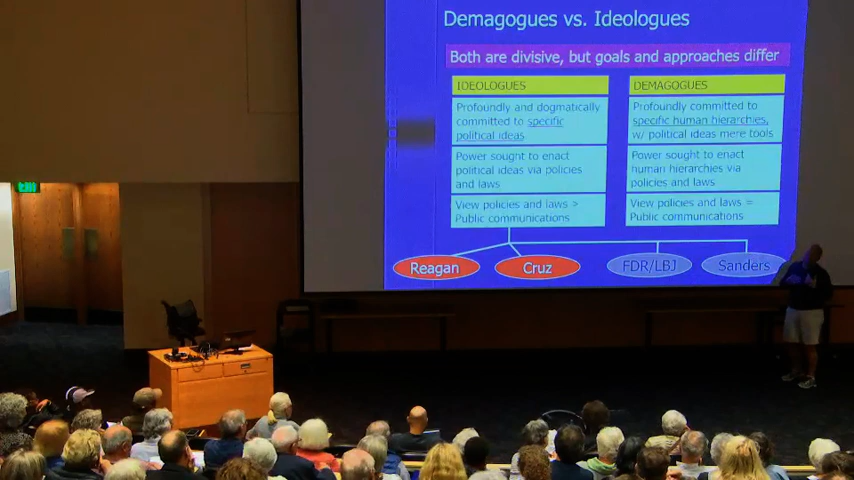 Demagogues vs. Ideologues
Both are divisive, but goals and approaches differ
IDEOLOGUES
Profoundly and dogmatically
committed to specific
political ideas
Power sought to enact
political ideas via policies
and laws
View policies and laws >
Public communications
DEMAGOGUES
Profoundly committed to
specific human hierarchies,
w/ political ideas mere tools
Power sought to enact
human hierarchies via
policies and laws
View policies and laws =
Public communications
Reagan
Cruz
FDR/LBJ
Sanders